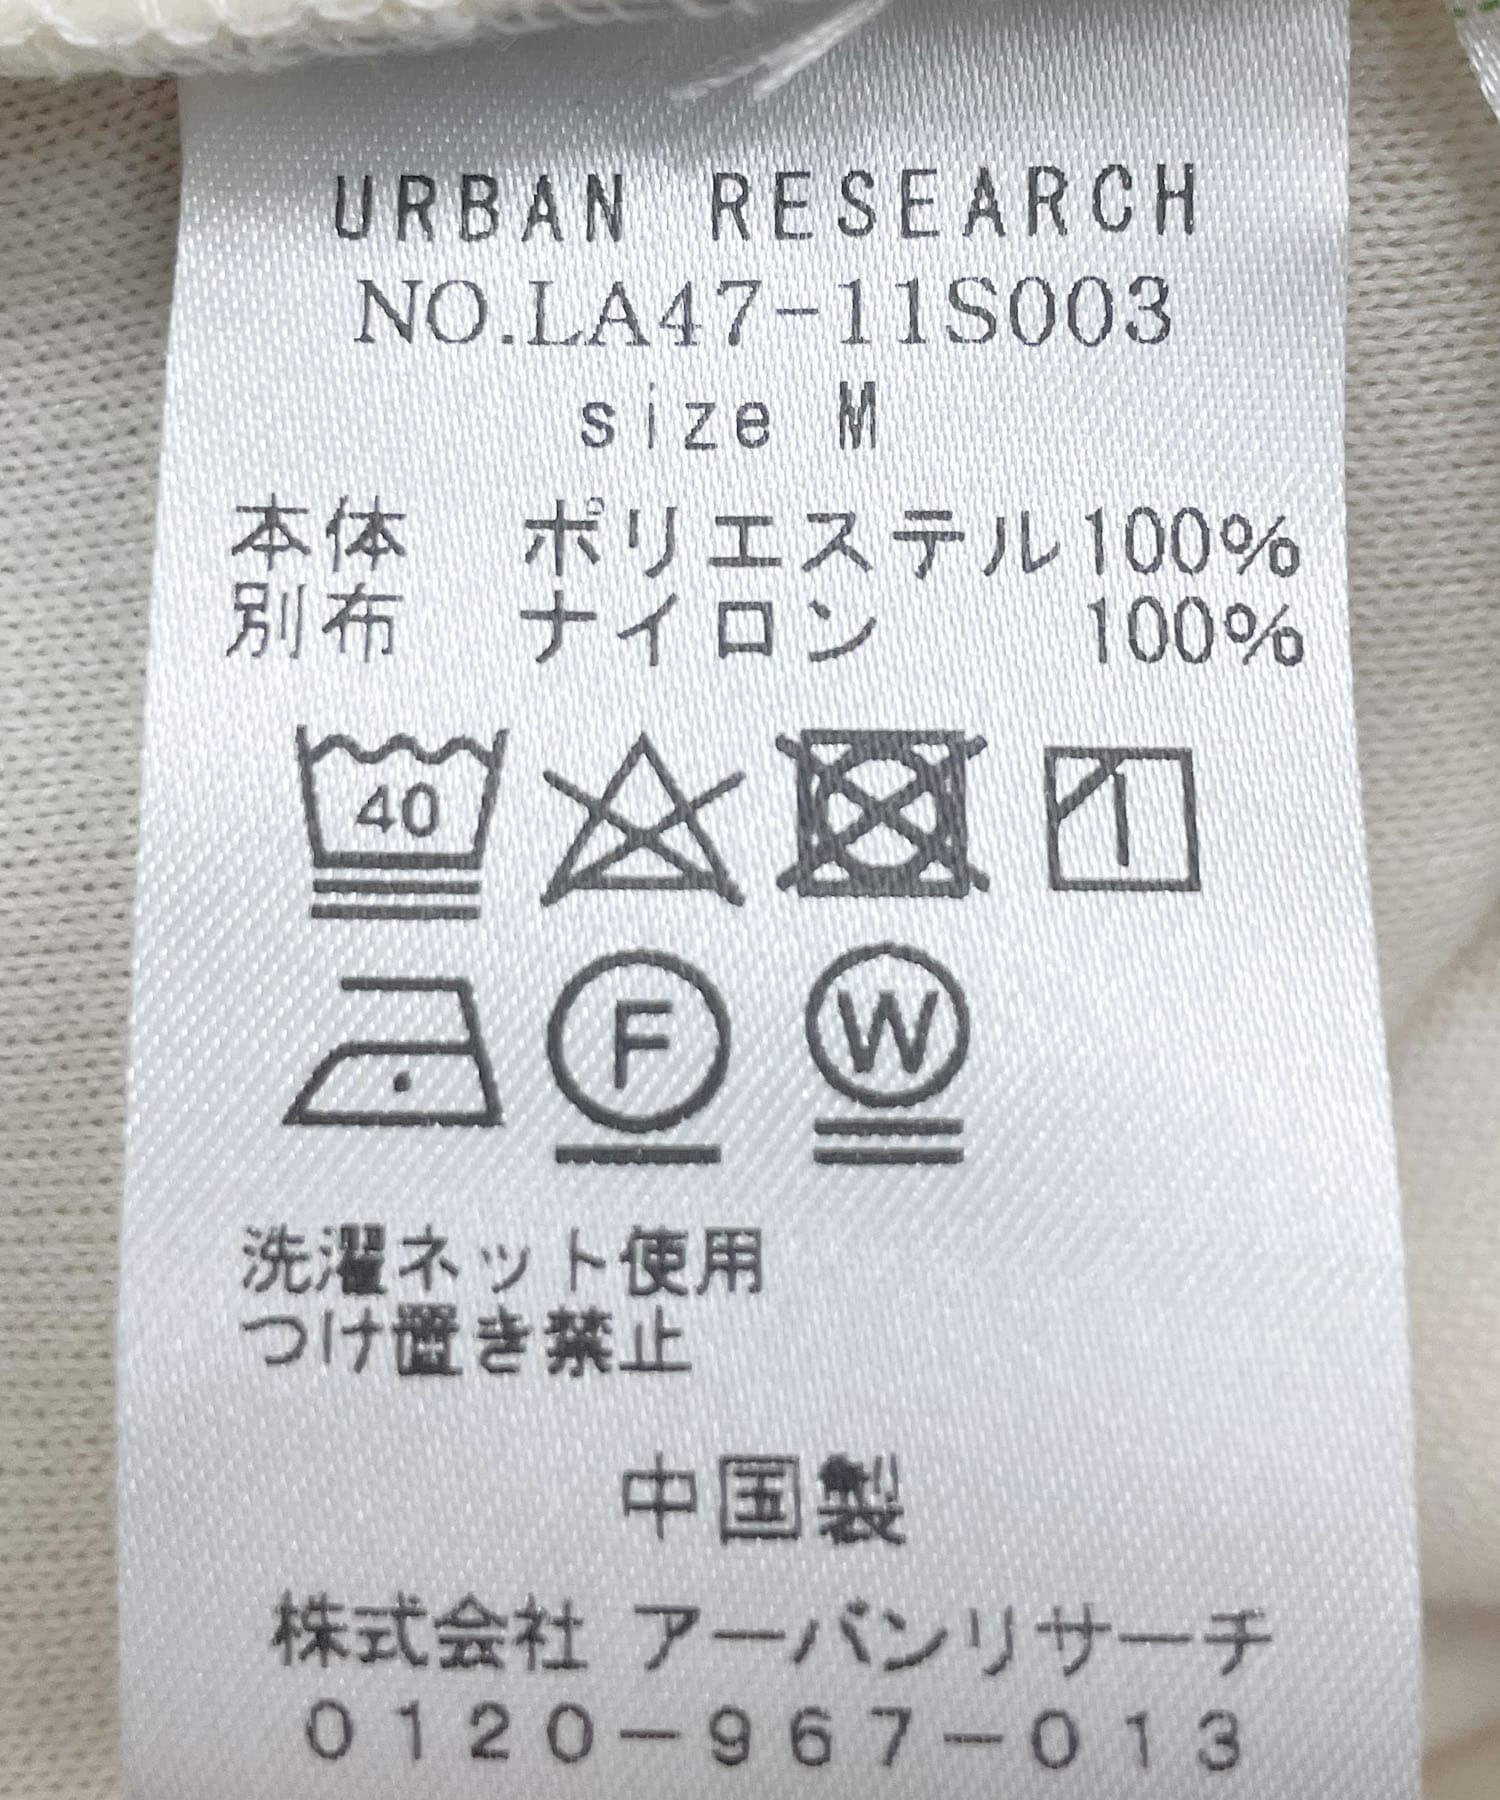 URBAN RESEARCH
NO.LA47-11S003
size M
本体 ポリエステル100%
別布 ナイロン 100%
40
F W
洗濯ネット使用
つけ置き禁止
中国製
株式会社 アーバンリサーチ
0120-967-013